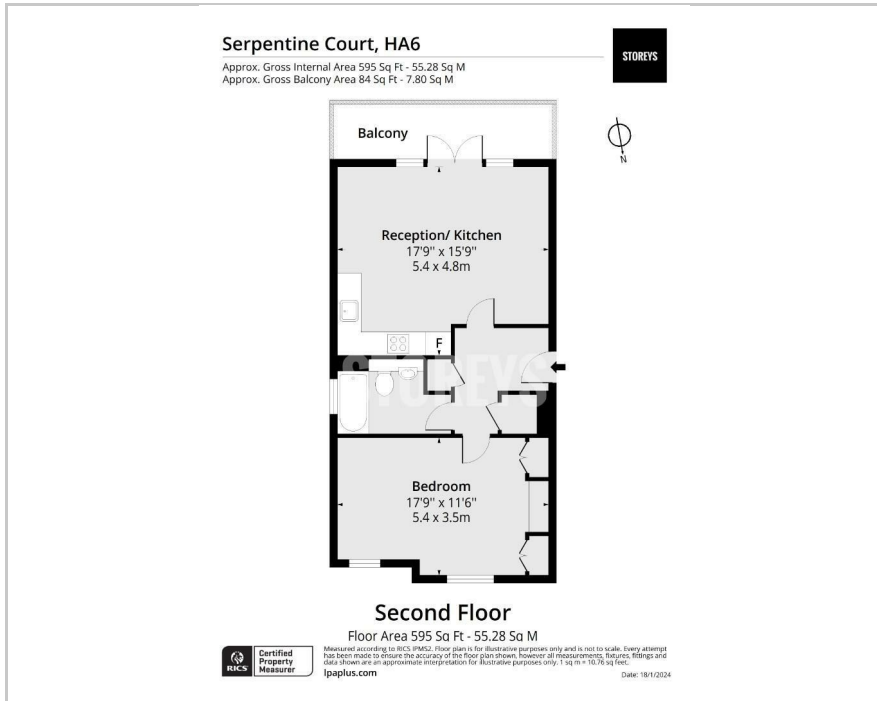 Serpentine Court, HA6
Approx. Gross Internal Area 595 Sq Ft - 55.28 Sq M
Approx. Gross Balcony Area 84 Sq Ft - 7.80 Sq M
STOREYS
Balcony
N
Reception/ Kitchen
17'9" x 15'9"
5.4 x 4.8m
F
STOREYS
Bedroom
17'9" x 11'6"
5.4 x 3.5m
Second Floor
Floor Area 595 Sq Ft - 55.28 Sq M
RICS
Certified
Property
Measurer
Measured according to RICS IPMS2. Floor plan is for illustrative purposes only and is not to scale. Every attempt
has been made to ensure the accuracy of the floor plan shown, however all measurements, fixtures, fittings and
data shown are an approximate interpretation for illustrative purposes only. 1 sq m = 10.76 sq feet.
lpaplus.com
Date: 18/1/2024